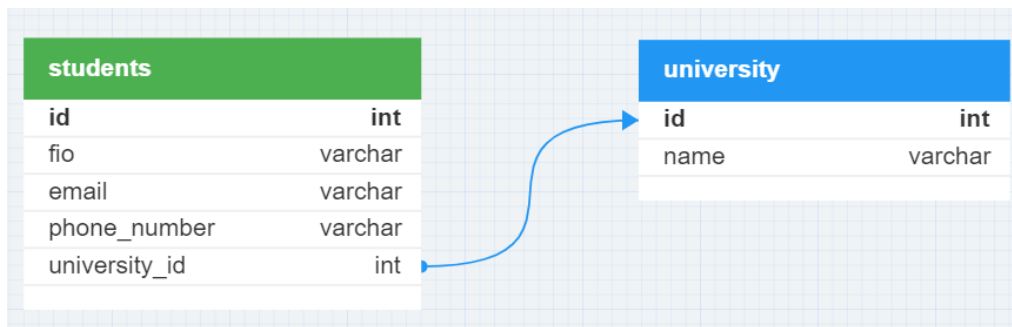 students
id int
fio varchar
email varchar
phone_number varchar
university_id int
university
id int
name varchar